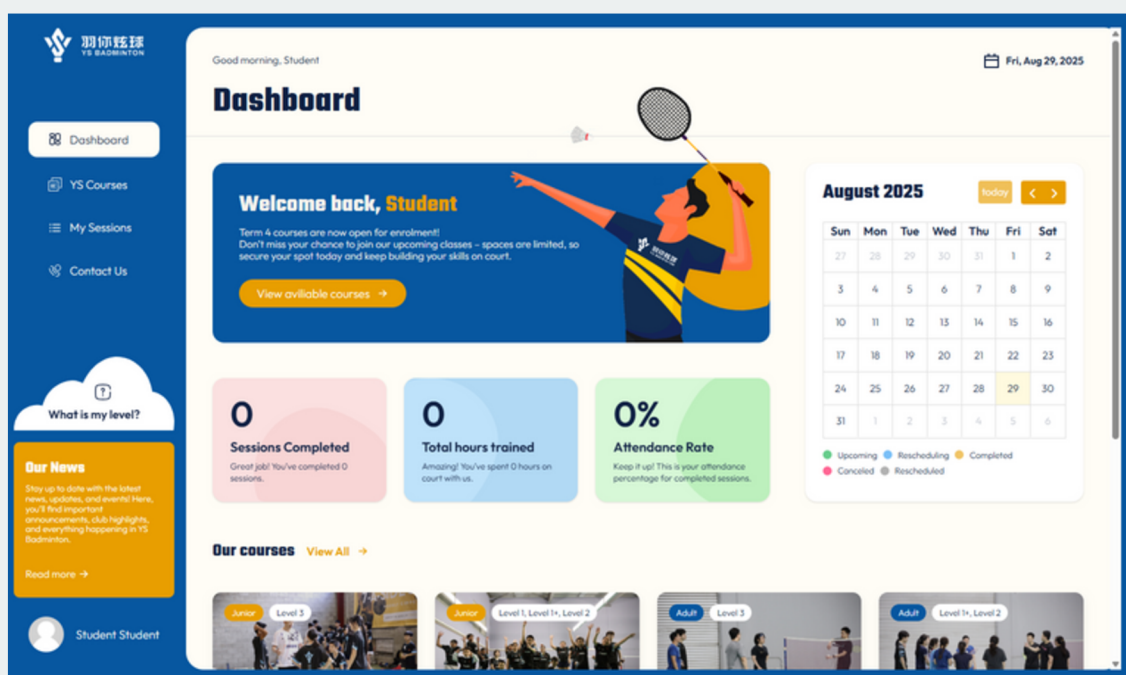 羽你炫球
YS BADMINTON
Dashboard
YS Courses
My Sessions
Contact Us
What is my level?
Our News
Stay up to date with the latest
news, updates, and events! Here,
you'll find important
announcements, club highlights,
and everything happening in YS
Badminton.
Read more →
Student Student
Good morning, Student
Fri, Aug 29, 2025
Dashboard
Welcome back, Student
Term 4 courses are now open for enrolment!
Don't miss your chance to join our upcoming classes – spaces are limited, so
secure your spot today and keep building your skills on court.
View avilliable courses →
羽你炫球
August 2025
today
Sun Mon Tue Wed Thu Fri Sat
27 28 29 30 31 1 2
3 4 5 6 7 8 9
10 11 12 13 14 15 16
17 18 19 20 21 22 23
24 25 26 27 28 29 30
31 1 2 3 4 5 6
Upcoming Rescheduling Completed
Canceled Rescheduled
0
Sessions Completed
Great job! You've completed 0
sessions.
0
Total hours trained
Amazing! You've spent 0 hours on
court with us.
0%
Attendance Rate
Keep it up! This is your attendance
percentage for completed sessions.
Our courses View All →
Junior Level 3
Junior Level 1, Level 1+, Level 2
Adult Level 3
Adult Level 1+, Level 2